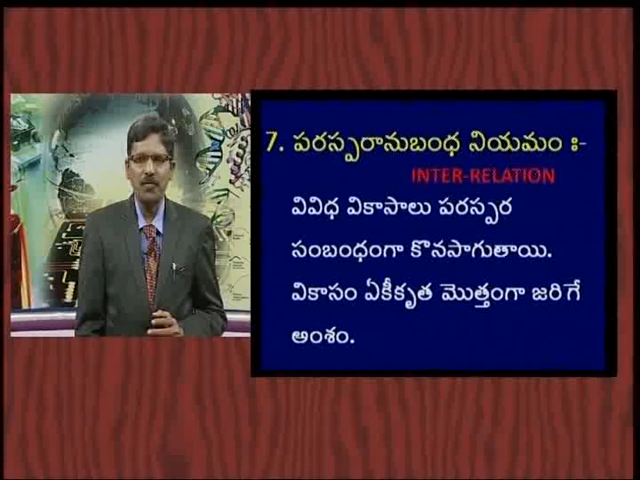 7. పరస్పరానుబంధ నియమం :-
INTER-RELATION
వివిధ వికాసాలు పరస్పర
సంబంధంగా కొనసాగుతాయి.
వికాసం ఏకీకృత మొత్తంగా జరిగే
అంశం.